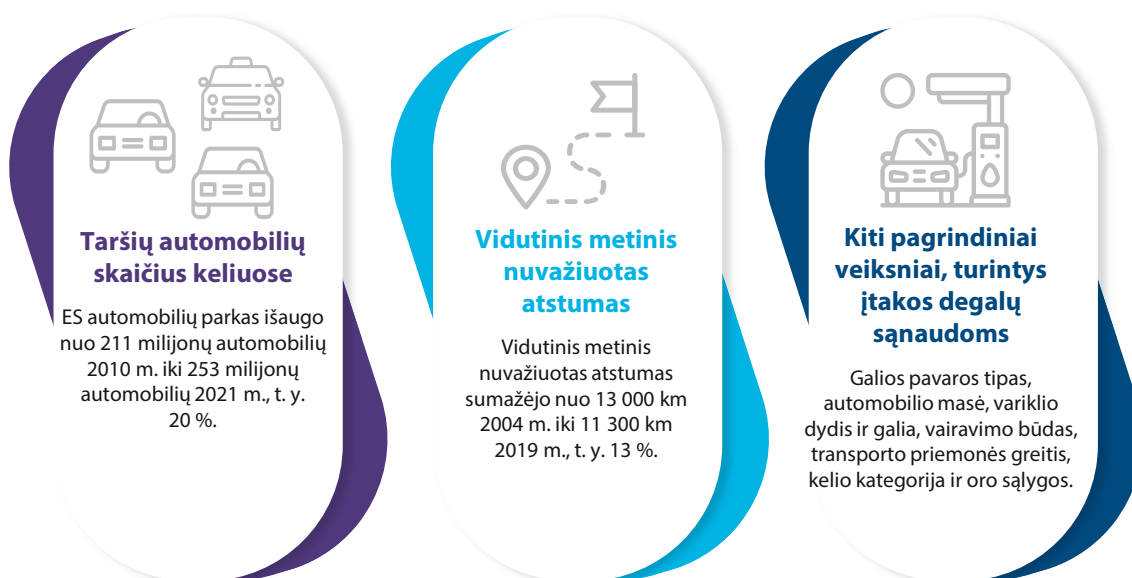 Taršių automobilių
skaičius keliuose
ES automobilių parkas išaugo
nuo 211 milijonų automobilių
2010 m. iki 253 milijonų
automobilių 2021 m., t. y.
20 %.
Vidutinis metinis
nuvažiuotas
atstumas
Vidutinis metinis
nuvažiuotas atstumas
sumažėjo nuo 13 000 km
2004 m. iki 11 300 km
2019 m., t. y. 13 %.
Kiti pagrindiniai
veiksniai, turintys
įtakos degalų
sąnaudoms
Galios pavaros tipas,
automobilio masė, variklio
dydis ir galia, vairavimo būdas,
transporto priemonės greitis,
kelio kategorija ir oro sąlygos.